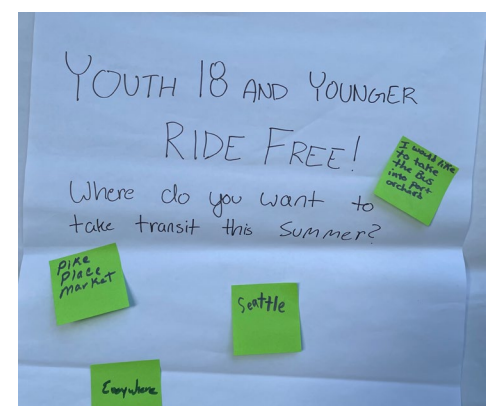 YOUTH 18 AND YOUNGER
RIDE FREE!
Where do you want to
take transit this Summer?
I would like
to take
the Bus
into port
orchard
Pike
Place
Market
Seattle
Everywhere